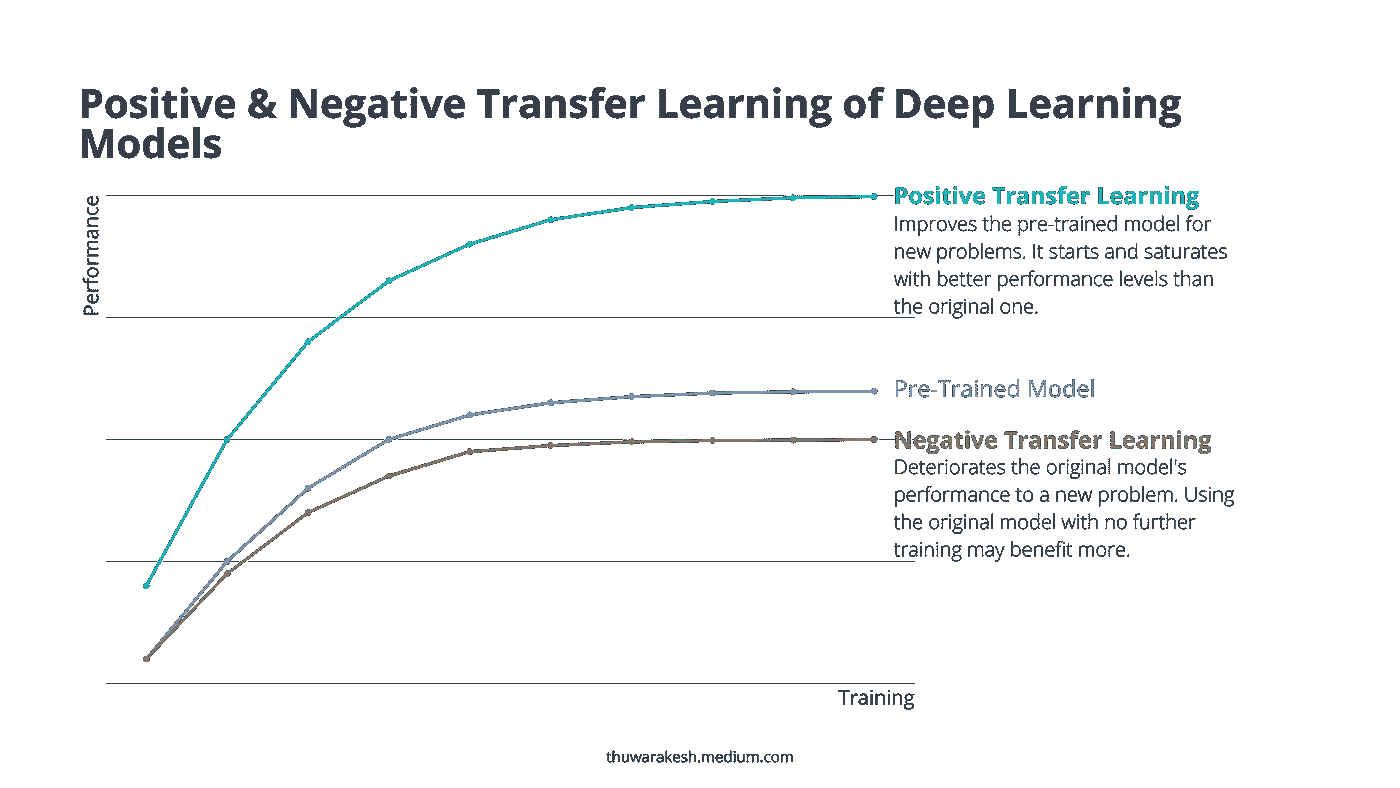 Positive & Negative Transfer Learning of Deep Learning
Models
Performance
Positive Transfer Learning
Improves the pre-trained model for
new problems. It starts and saturates
with better performance levels than
the original one.
Pre-Trained Model
Negative Transfer Learning
Deteriorates the original model's
performance to a new problem. Using
the original model with no further
training may benefit more.
Training
thuwarakesh.medium.com